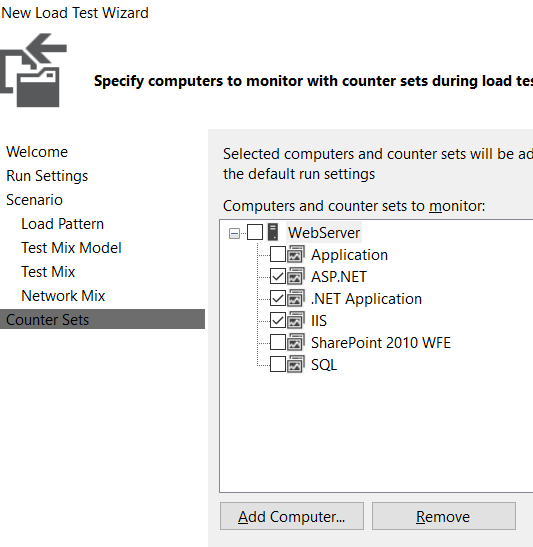 New Load Test Wizard
Specify computers to monitor with counter sets during load tes
Welcome
Run Settings
Scenario
Load Pattern
Test Mix Model
Test Mix
Network Mix
Counter Sets
Selected computers and counter sets will be ad
the default run settings
Computers and counter sets to monitor:
WebServer
Application
ASP.NET
.NET Application
IIS
SharePoint 2010 WFE
SQL
Add Computer...
Remove